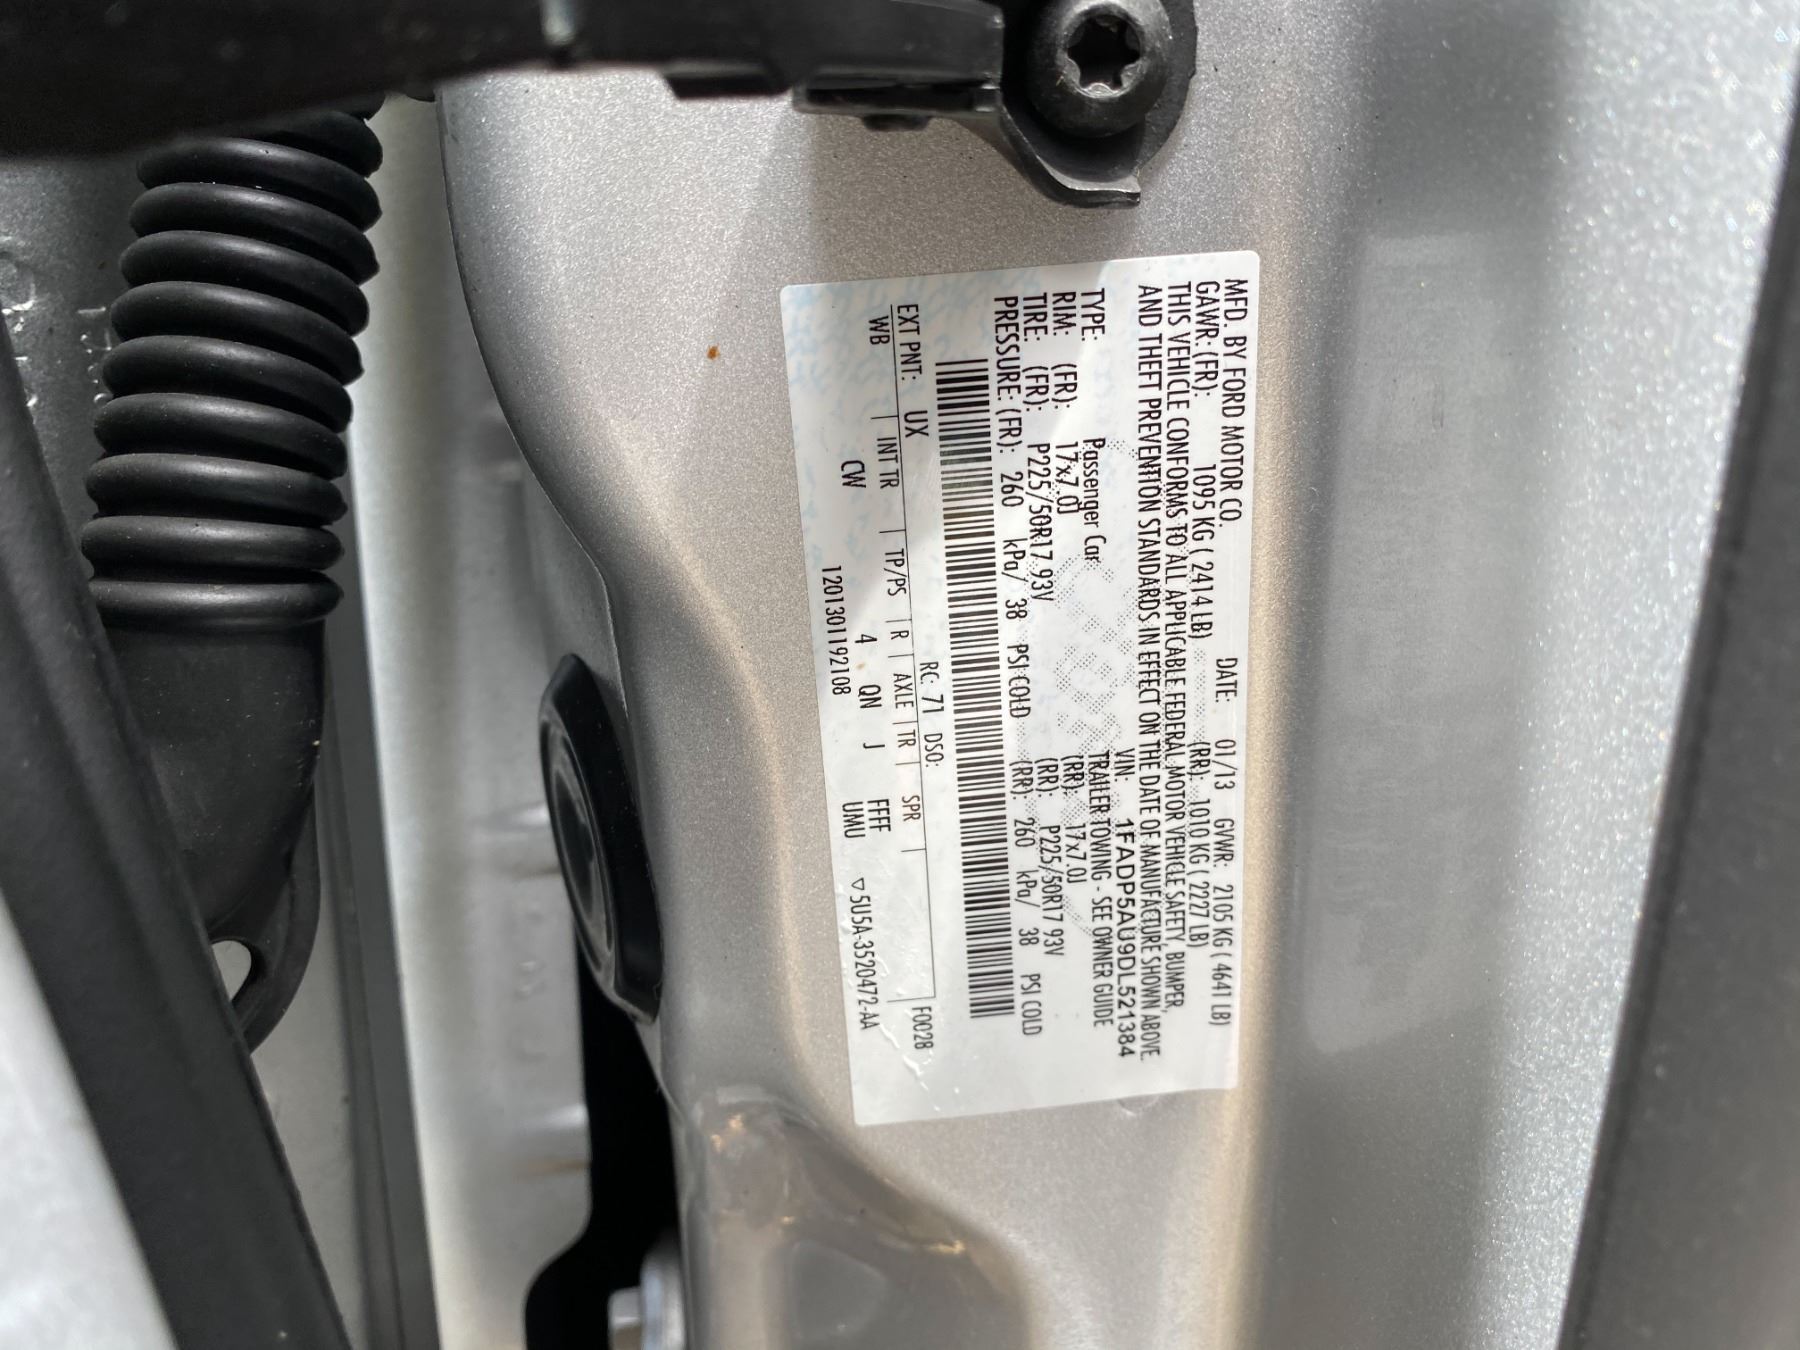 MFD. BY FORD MOTOR CO.
DATE: 01/13 GVWR: 2105 KG ( 4641 LB)
GAWR: (FR): 1095 KG ( 2414 LB) (RR): 1010 KG ( 2227 LB)
THIS VEHICLE CONFORMS TO ALL APPLICABLE FEDERAL MOTOR VEHICLE SAFETY, BUMPER,
AND THEFT PREVENTION STANDARDS IN EFFECT ON THE DATE OF MANUFACTURE SHOWN ABOVE.
VIN: 1FADP5AU9DL521384
TYPE: Passenger Car TRAILER TOWING - SEE OWNER GUIDE
RIM: (FR): 17x7.0J (RR): 17x7.0J
TIRE: (FR): P225/50R17 93V (RR): P225/50R17 93V
PRESSURE: (FR): 260 kPa/ 38 PSI COLD (RR): 260 kPa/ 38 PSI COLD
EXT PNT: UX RC: 71 DSO: F0028
WB | INT TR | TP/PS | R | AXLE | TR | SPR |
CW 4 QN J FFFF
UMU
1201301192108 ▽5U5A-3520472-AA